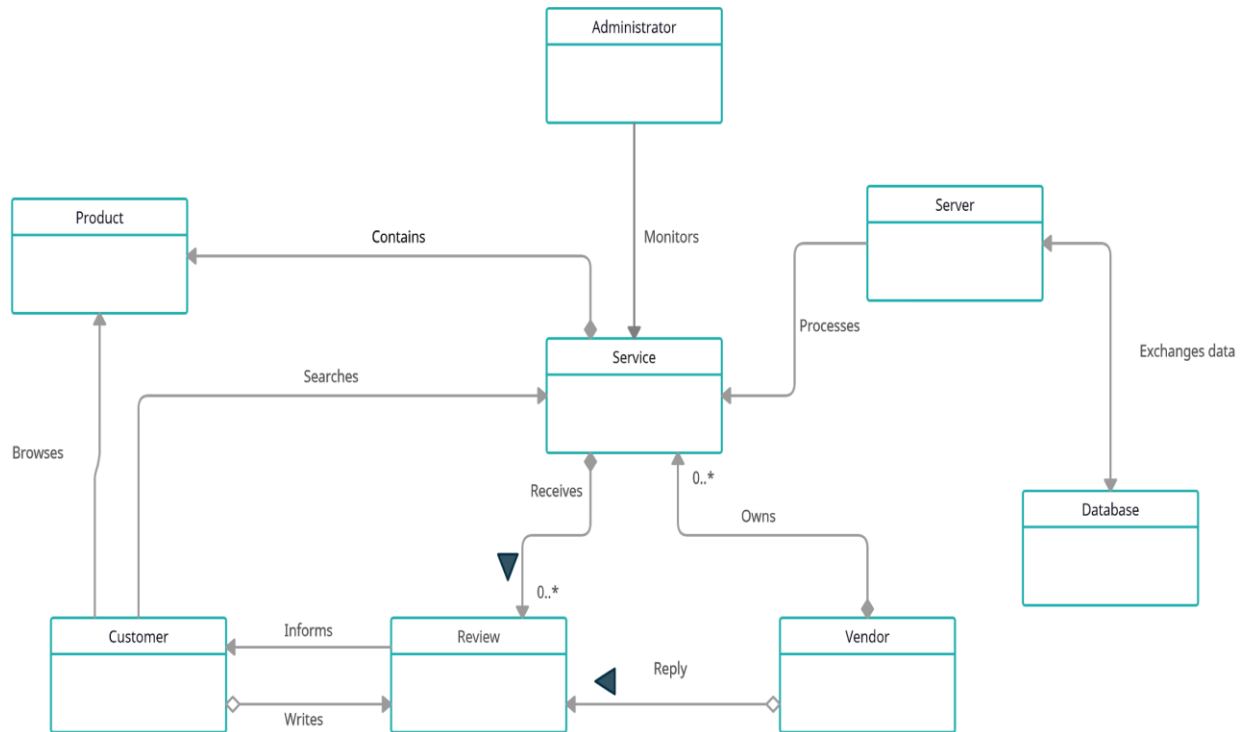 Administrator
Product
Server
Contains
Monitors
Processes
Exchanges data
Service
Searches
Browses
Receives
0..*
Owns
Database
0..*
Customer
Informs
Review
Vendor
Reply
Writes